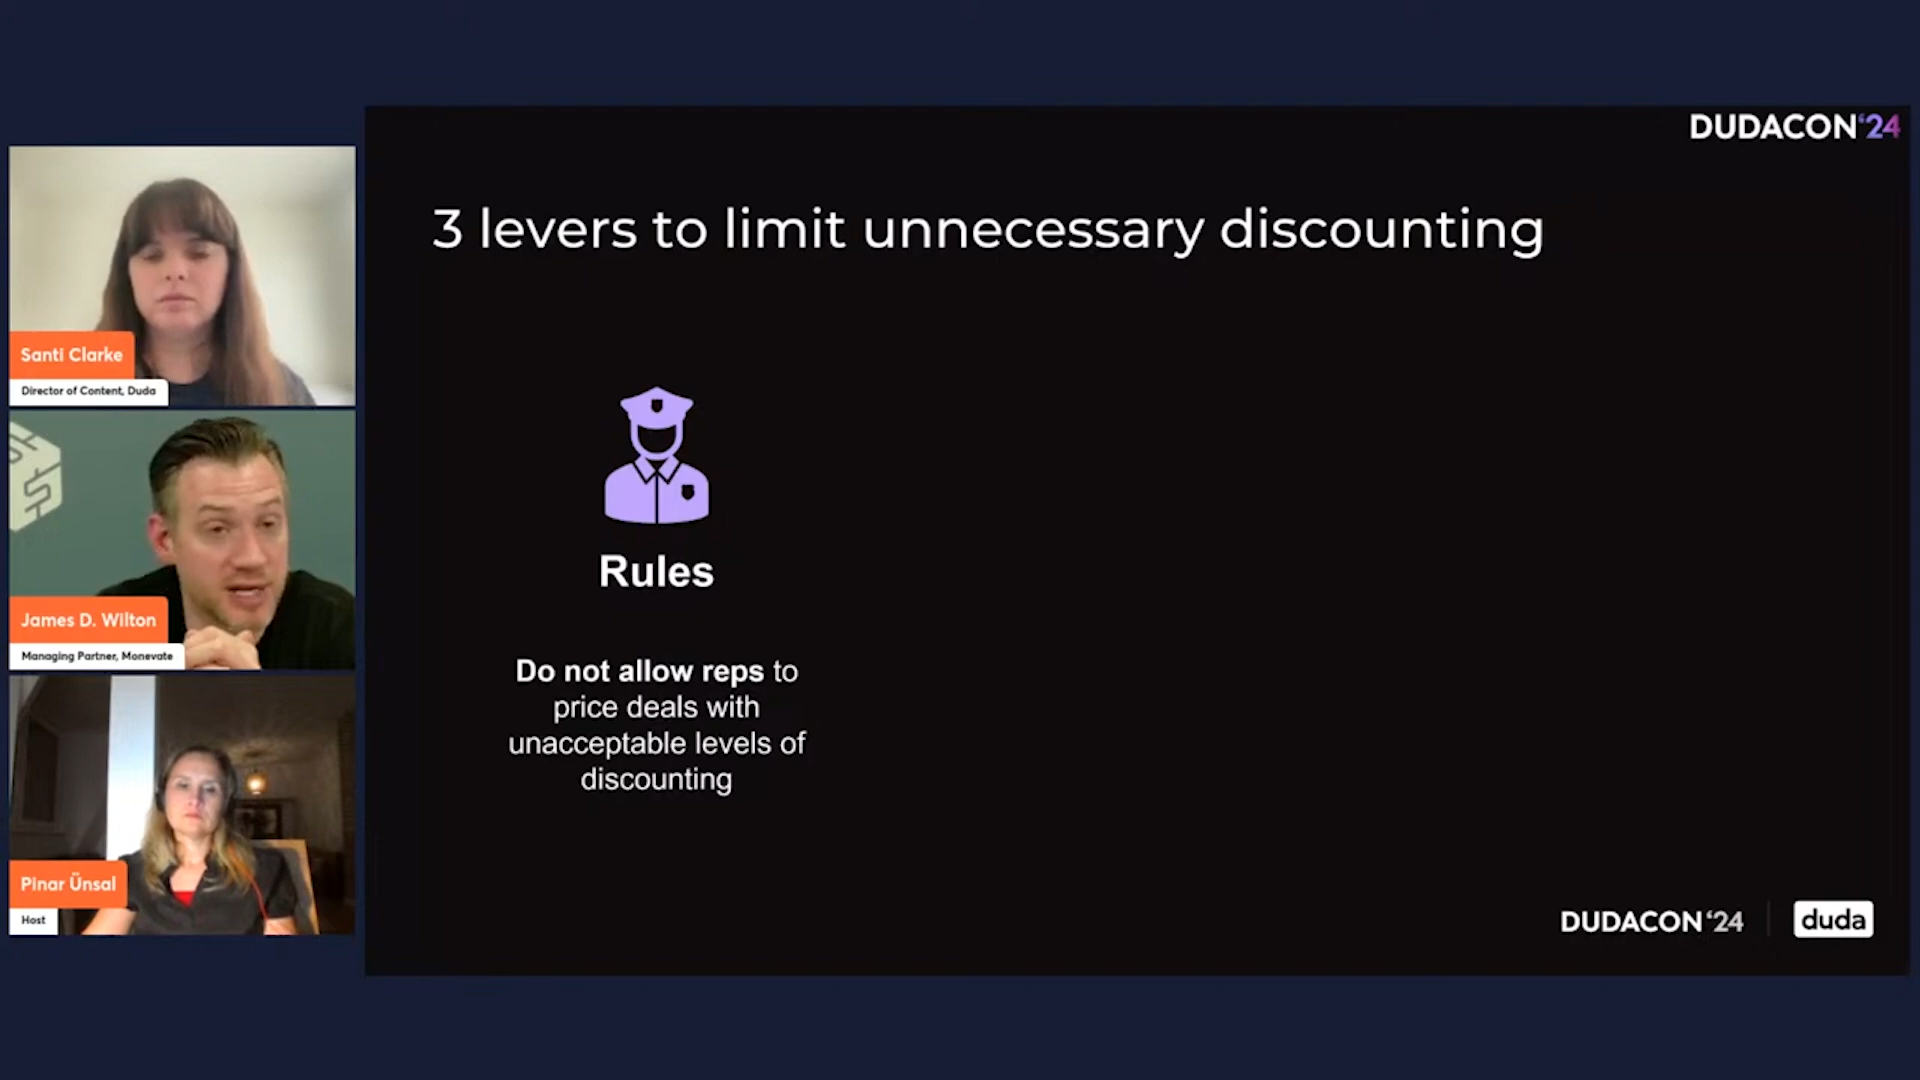 DUDACON‘24
3 levers to limit unnecessary discounting
Santi Clarke
Director of Content, Duda
James D. Wilton
Managing Partner, Monevate
Pinar Ünsal
Host
Rules
Do not allow reps to
price deals with
unacceptable levels of
discounting
DUDACON‘24
duda